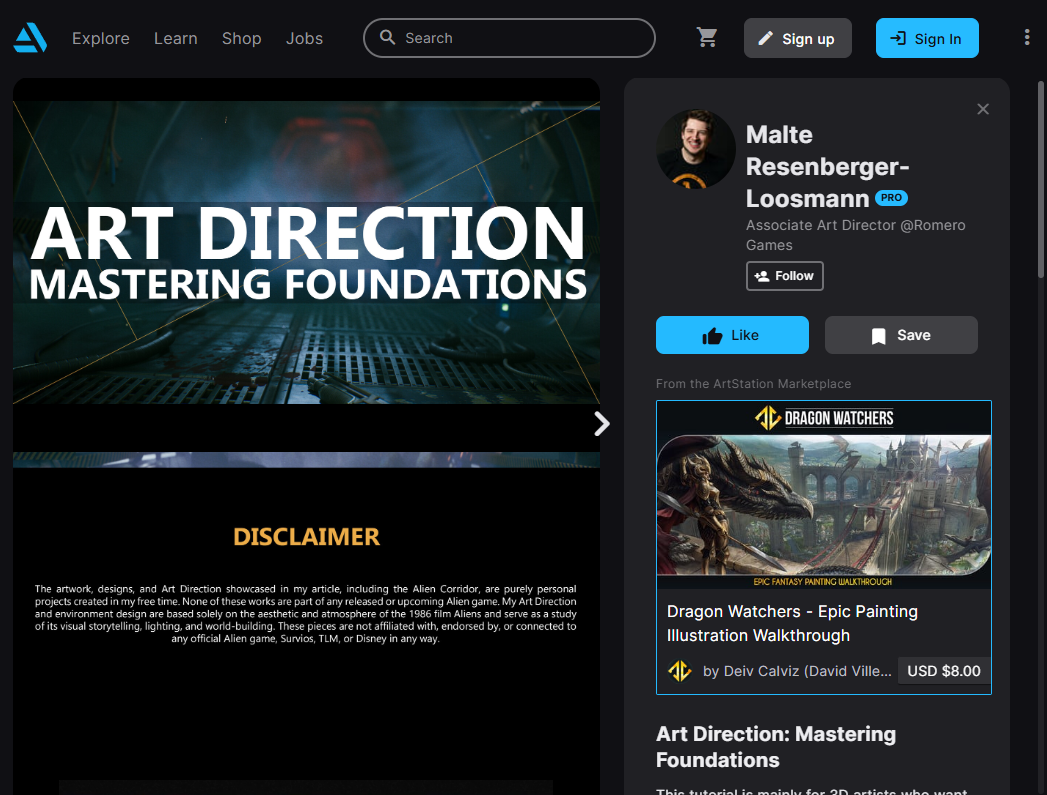 Explore Learn Shop Jobs Search Sign up Sign In
ART DIRECTION
MASTERING FOUNDATIONS
DISCLAIMER
The artwork, designs, and Art Direction showcased in my article, including the Alien Corridor, are purely personal
projects created in my free time. None of these works are part of any released or upcoming Alien game. My Art Direction
and environment design are based solely on the aesthetic and atmosphere of the 1986 film Aliens and serve as a study
of its visual storytelling, lighting, and world-building. These pieces are not affiliated with, endorsed by, or connected to
any official Alien game, Survios, TLM, or Disney in any way.
Malte
Resenberger-
Loosmann PRO
Associate Art Director @Romero
Games
Follow
Like Save
From the ArtStation Marketplace
DRAGON WATCHERS
EPIC FANTASY PAINTING WALKTHROUGH
Dragon Watchers - Epic Painting
Illustration Walkthrough
by Deiv Calviz (David Ville... USD $8.00
Art Direction: Mastering
Foundations
This tutorial is mainly for 3D artists who want